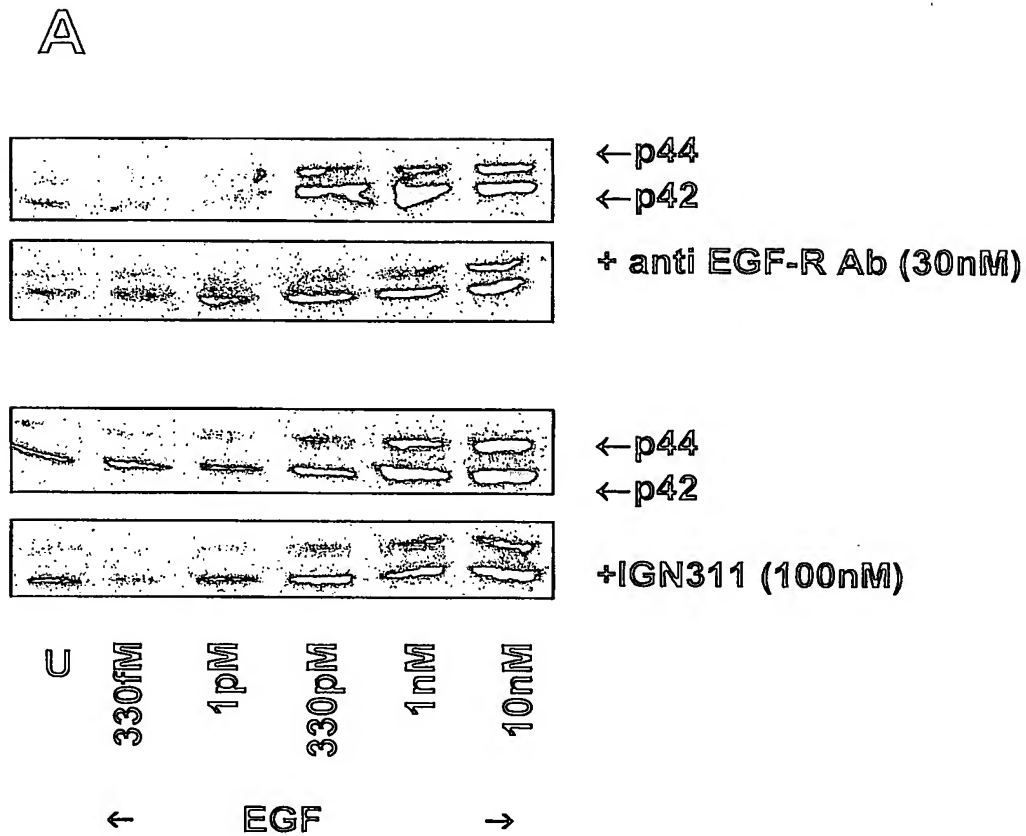 A
←p44
←p42
+ anti EGF-R Ab (30nM)
←p44
←p42
+IGN311 (100nM)
U
330fM
1pM
330pM
1nM
10nM
← EGF →